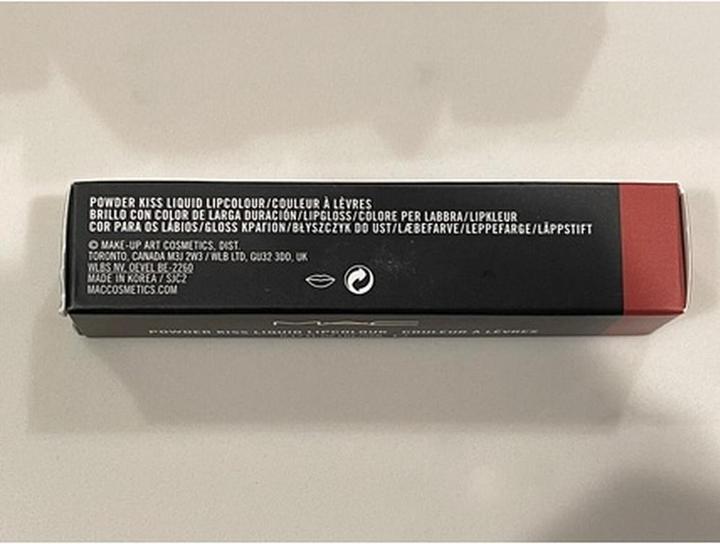 POWDER KISS LIQUID LIPCOLOUR/COULEUR À LÈVRES
BRILLO CON COLOR DE LARGA DURACIÓN/LIPGLOSS/COLORE PER LABBRA/LIPKLEUR
COR PARA OS LÁBIOS/GLOSS ΚΡΑΓΙΟΝ/BŁYSZCZYK DO UST/LÆBEFARVE/LEPPEFARGE/LÄPPSTIFT
© MAKE-UP ART COSMETICS, DIST.
TORONTO, CANADA M3J 2W3 / WLB LTD, GU32 3DO, UK
WLBS NV, OEVEL BE-2260
MADE IN KOREA / SJC2
MACCOSMETICS.COM
MAC
POWDER KISS LIQUID LIPCOLOUR · COULEUR À LÈVRES